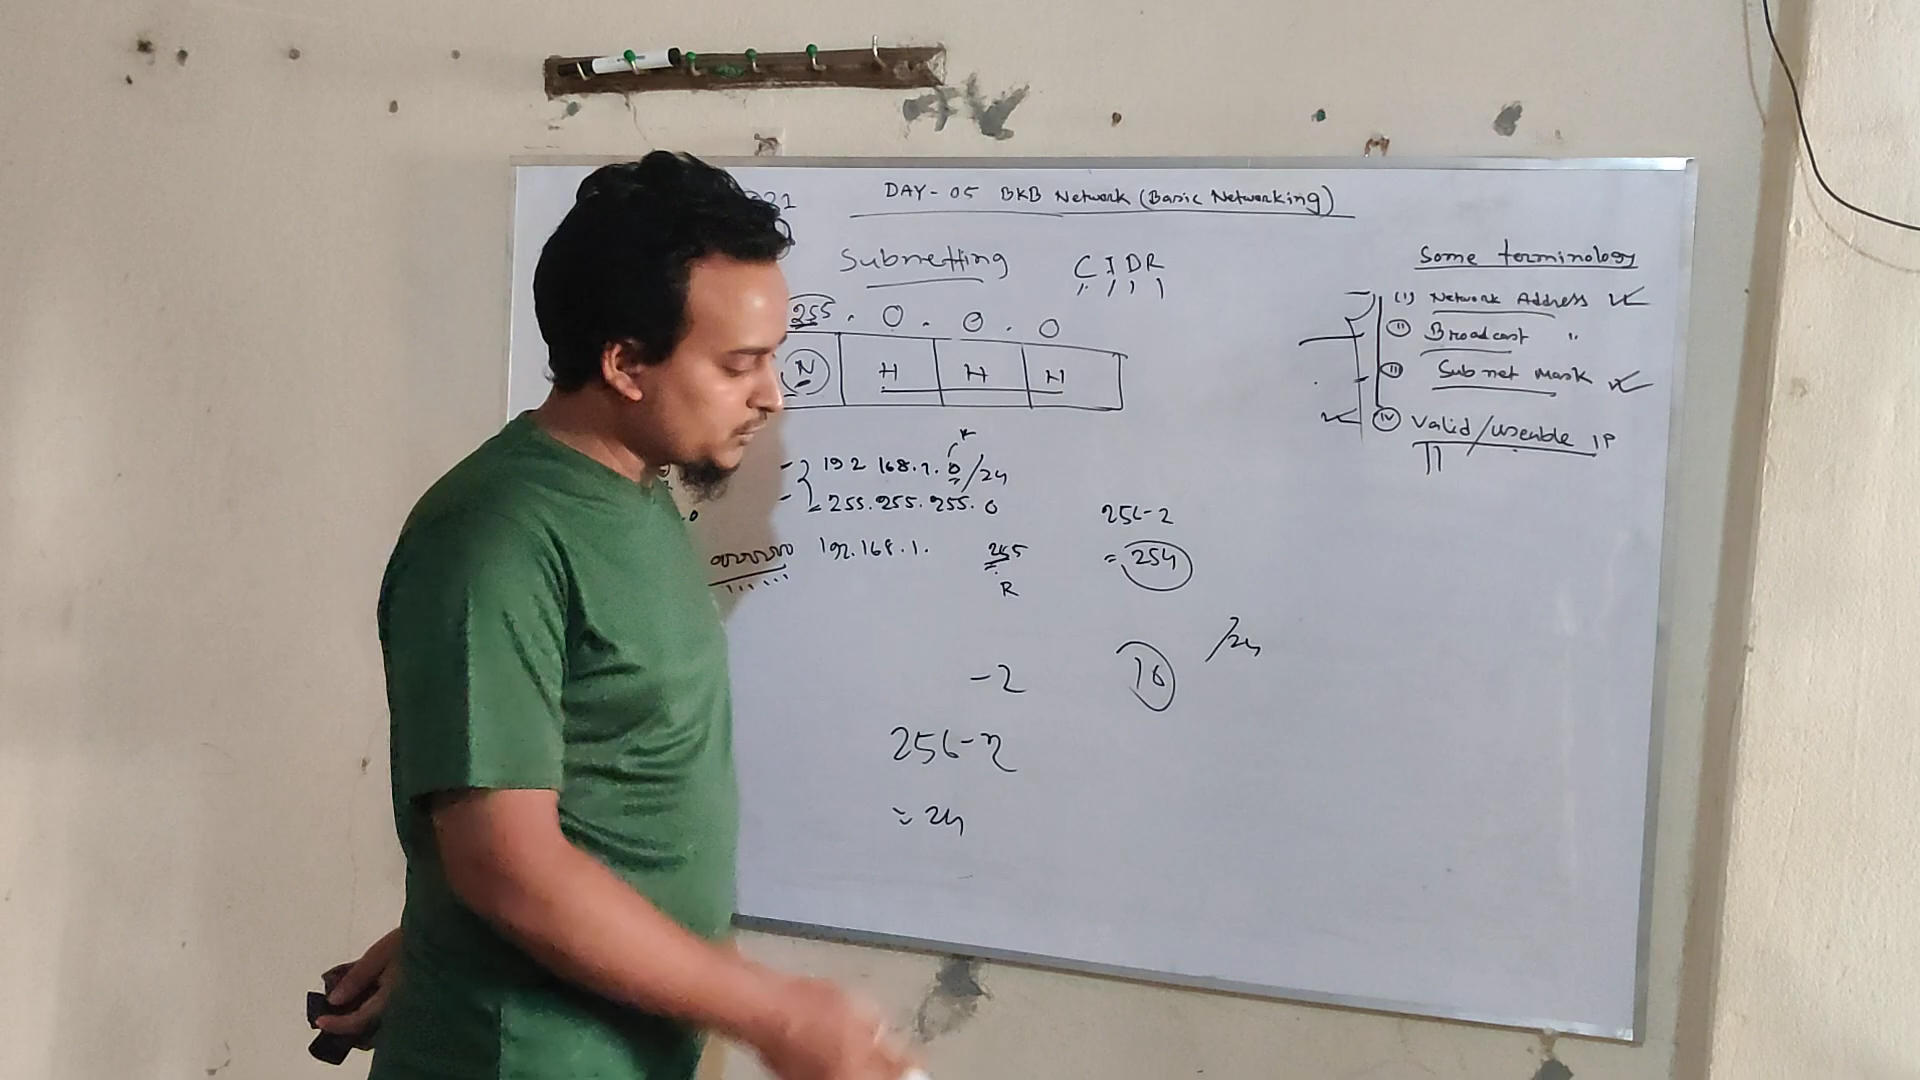 DAY - 05 BKB Network (Basic Networking)
Subnetting CIDR
255 . 0 . 0 . 0
N H H H
192 168.1.0/24
255.255.255.0
192.168.1. 255
R
256-2
= 254
-2
16
/24
256-2
= 24
Some terminology
(i) Network Address
(ii) Broadcast "
(iii) Subnet Mask
(iv) Valid/useable IP